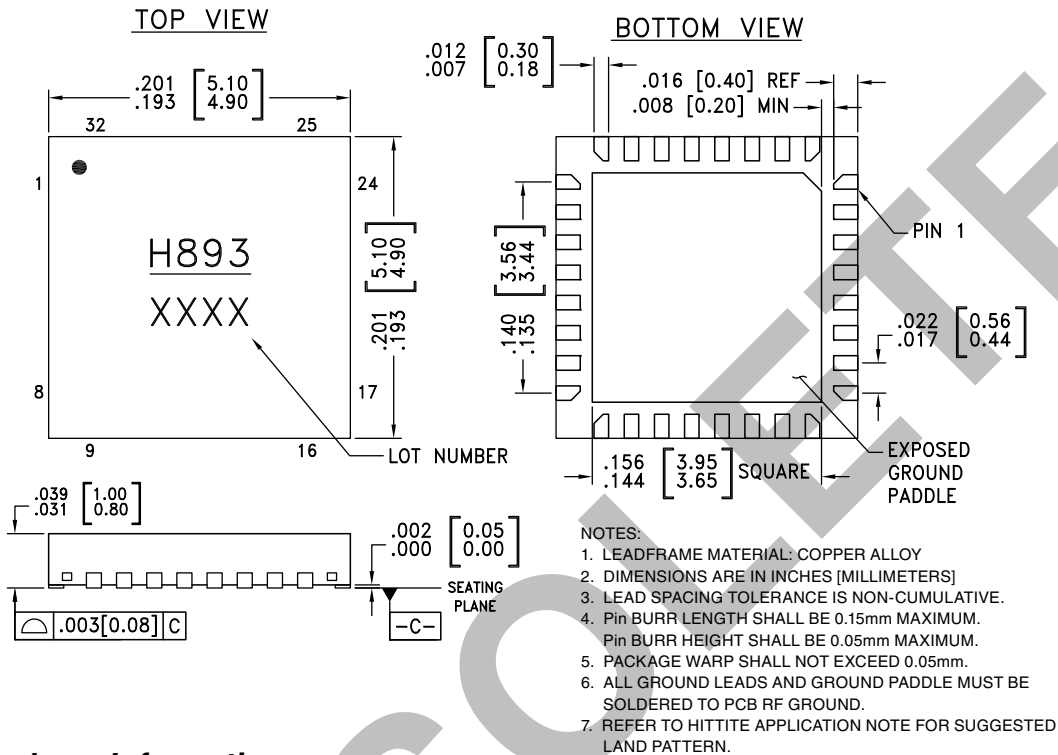 TOP VIEW
.201 [5.10]
.193 [4.90]
32 25
1 24
H893
XXXX
.201 [5.10]
.193 [4.90]
8 17
9 16
LOT NUMBER
BOTTOM VIEW
.012 [0.30]
.007 [0.18]
.016 [0.40] REF
.008 [0.20] MIN
PIN 1
.140 [3.56]
.135 [3.44]
.022 [0.56]
.017 [0.44]
.156 [3.95]
.144 [3.65] SQUARE
EXPOSED
GROUND
PADDLE
.039 [1.00]
.031 [0.80]
.002 [0.05]
.000 [0.00]
SEATING
PLANE
.003[0.08] C
-C-
NOTES:
1. LEADFRAME MATERIAL: COPPER ALLOY
2. DIMENSIONS ARE IN INCHES [MILLIMETERS]
3. LEAD SPACING TOLERANCE IS NON-CUMULATIVE.
4. Pin BURR LENGTH SHALL BE 0.15mm MAXIMUM.
Pin BURR HEIGHT SHALL BE 0.05mm MAXIMUM.
5. PACKAGE WARP SHALL NOT EXCEED 0.05mm.
6. ALL GROUND LEADS AND GROUND PADDLE MUST BE
SOLDERED TO PCB RF GROUND.
7. REFER TO HITTITE APPLICATION NOTE FOR SUGGESTED
LAND PATTERN.